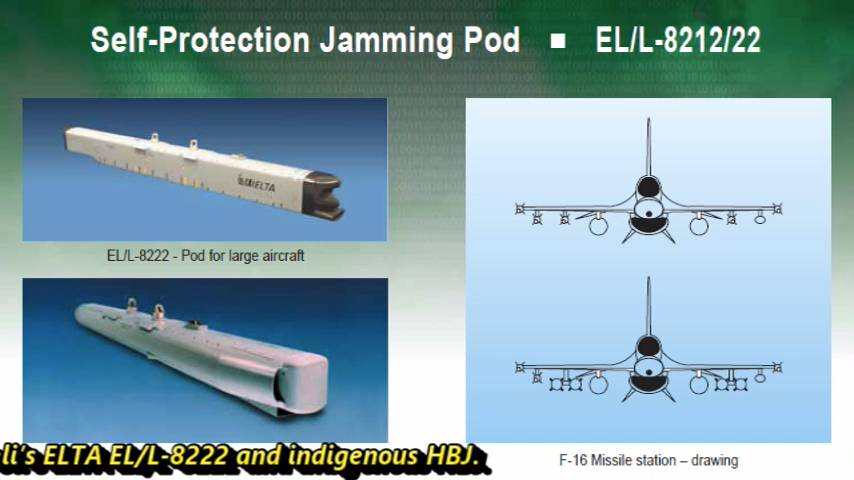 Self-Protection Jamming Pod ■ EL/L-8212/22
ELTA
EL/L-8222 - Pod for large aircraft
li's ELTA EL/L-8222 and indigenous HBJ.
F-16 Missile station – drawing